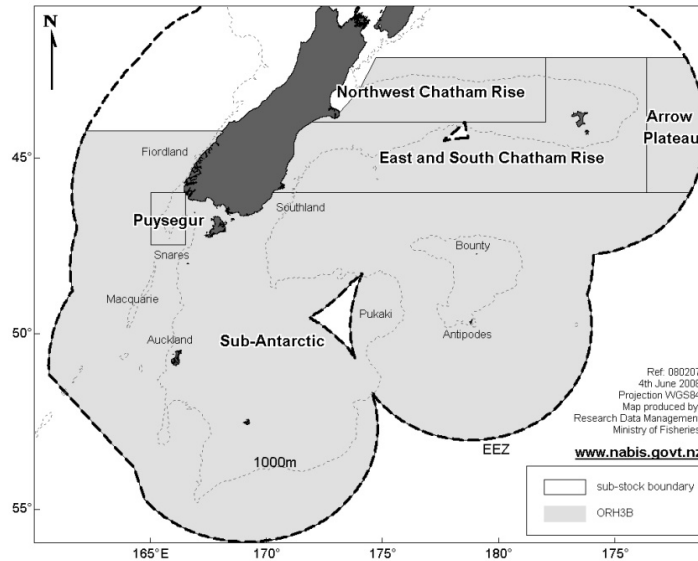 N
Northwest Chatham Rise
Arrow
Plateau
45°
Fiordland
East and South Chatham Rise
Southland
Puysegur
Snares
Bounty
Macquarie
Auckland
Pukaki
50°
Sub-Antarctic
Antipodes
Ref: 080207
4th June 2008
Projection WGS84
Map produced by
Research Data Management
Ministry of Fisheries
EEZ
www.nabis.govt.nz
1000m
sub-stock boundary
ORH3B
55°
165°E
170°
175°
180°
175°